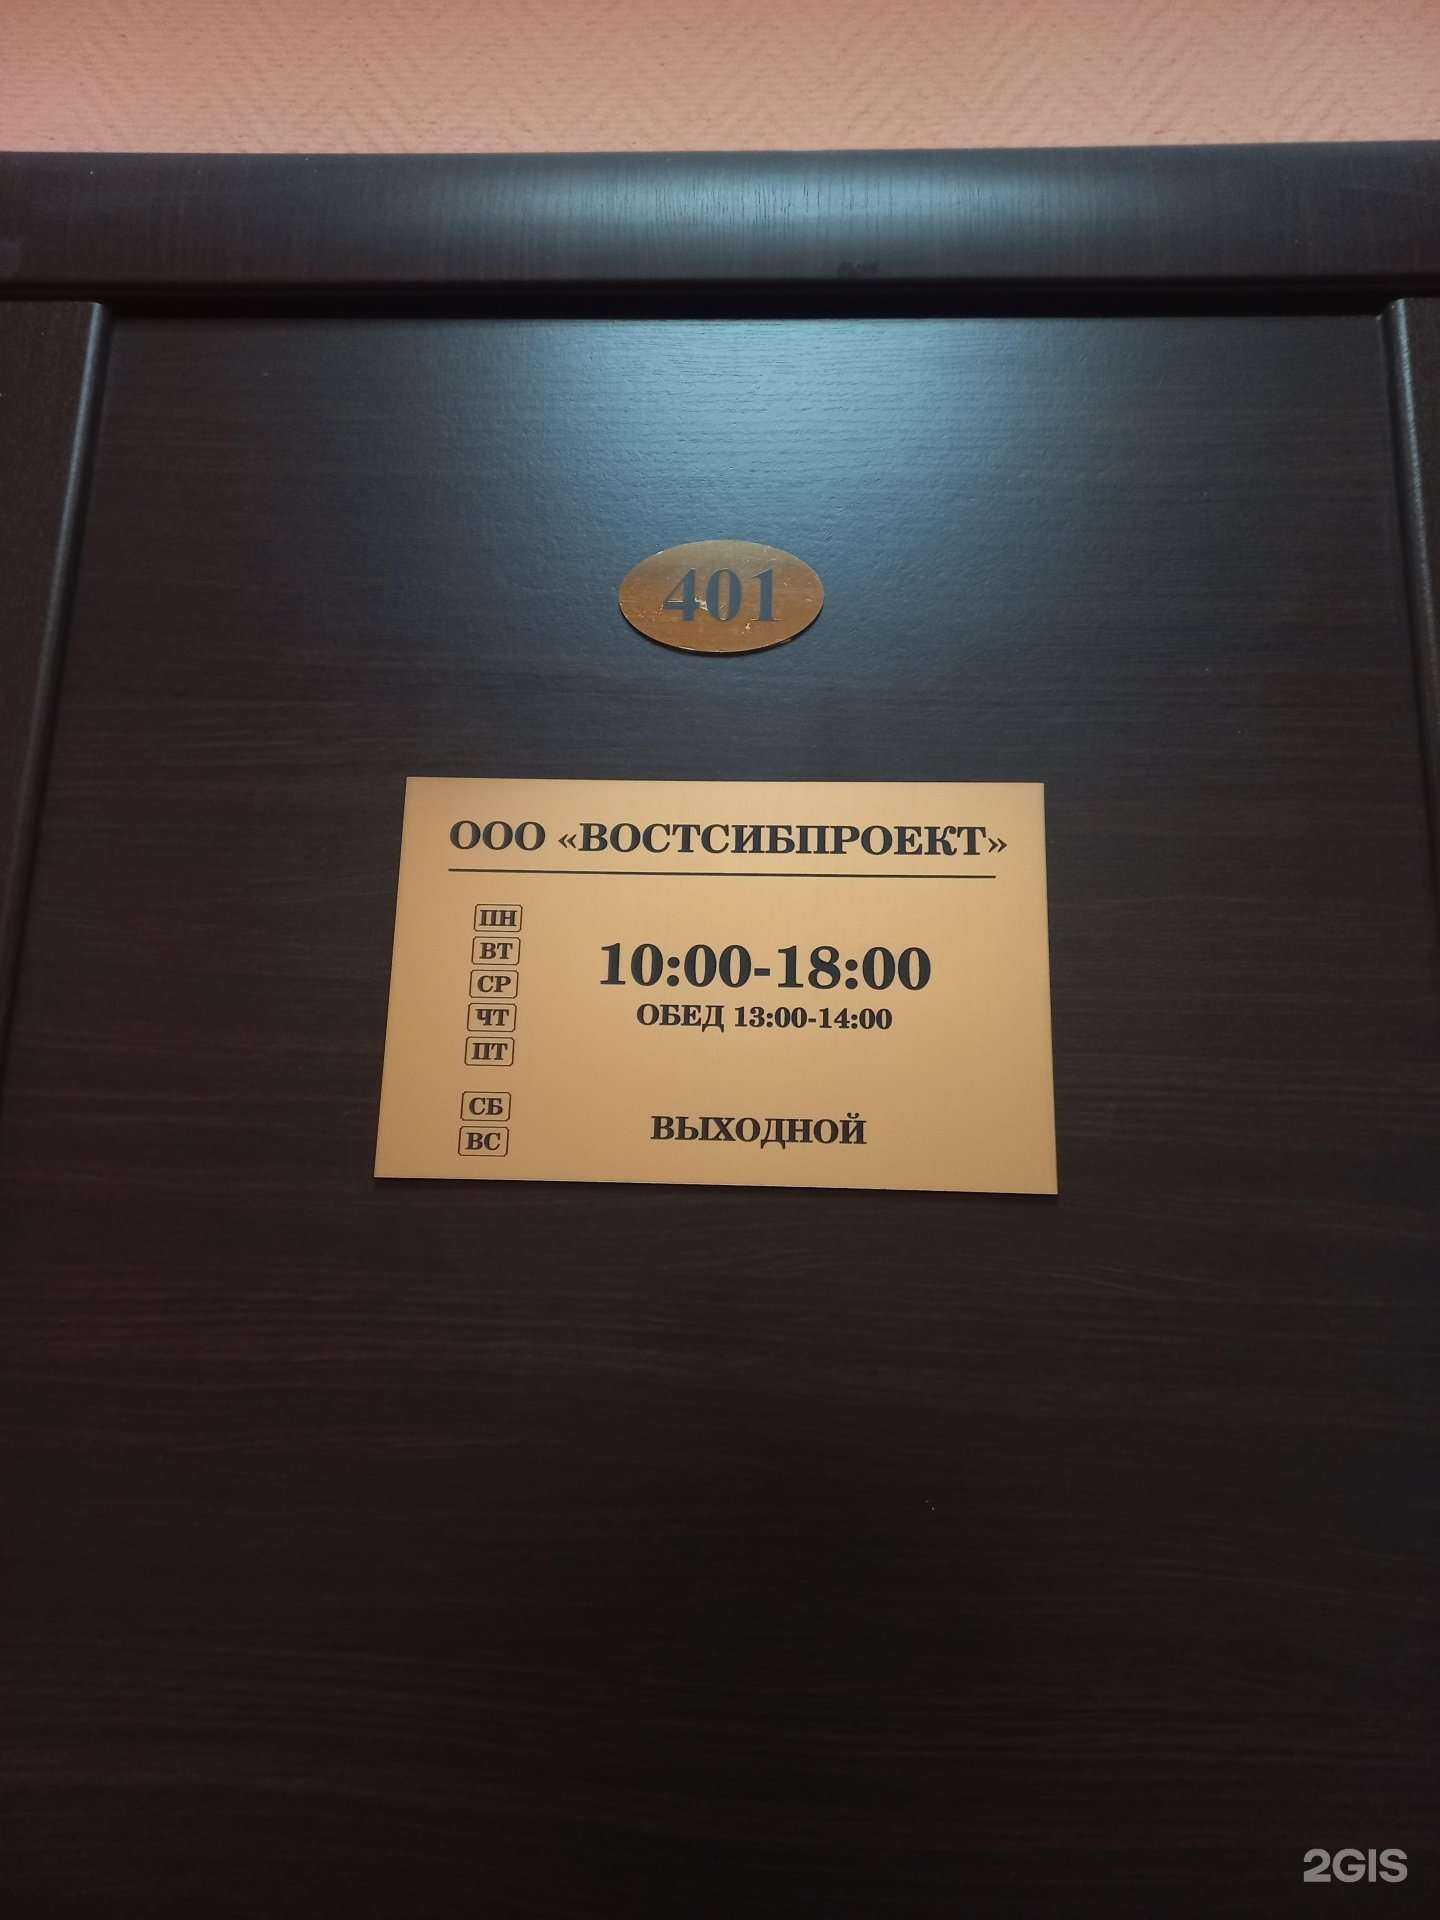 401
ООО «ВОСТСИБПРОЕКТ»
ПН
ВТ
СР
ЧТ
ПТ
10:00-18:00
ОБЕД 13:00-14:00
СБ
ВС
ВЫХОДНОЙ
2GIS